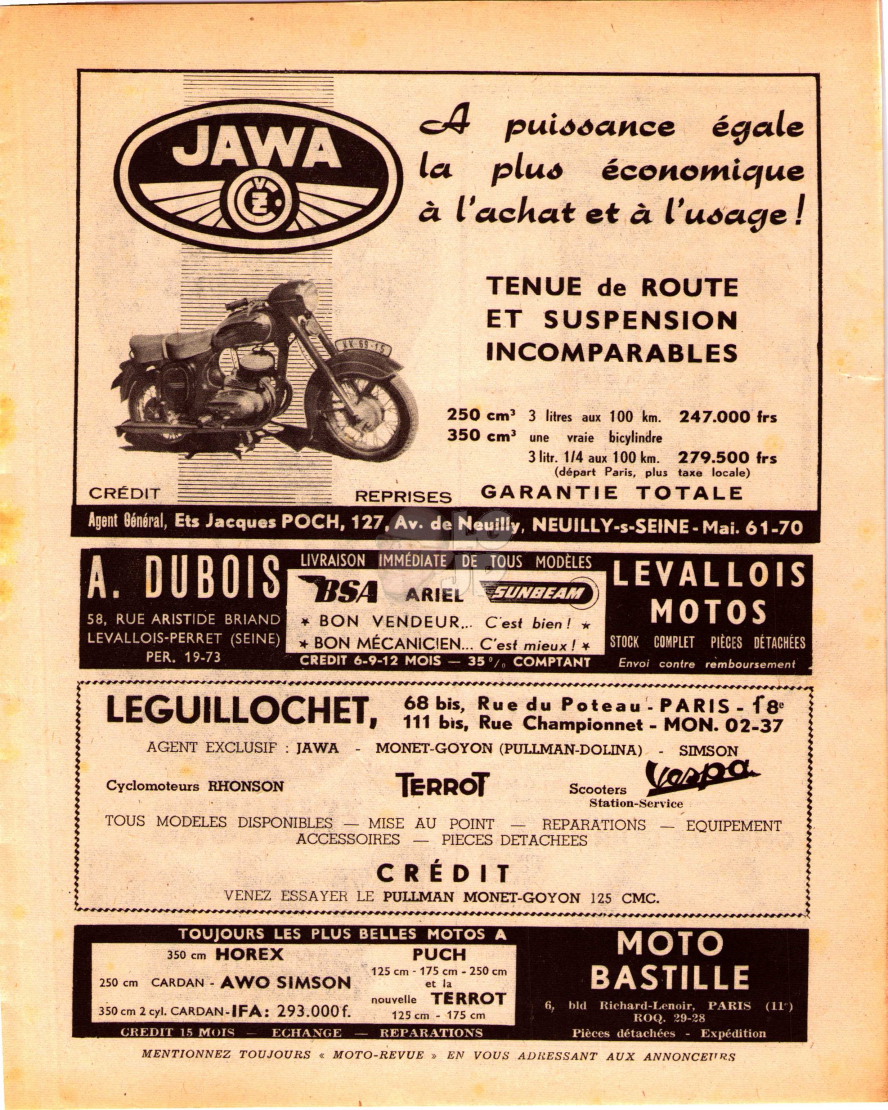 JAWA
CZ
A puissance égale
la plus économique
à l'achat et à l'usage !
TENUE de ROUTE
ET SUSPENSION
INCOMPARABLES
250 cm³ 3 litres aux 100 km. 247.000 frs
350 cm³ une vraie bicylindre
3 litr. 1/4 aux 100 km. 279.500 frs
(départ Paris, plus taxe locale)
CRÉDIT REPRISES GARANTIE TOTALE
Agent Général, Ets Jacques POCH, 127, Av. de Neuilly, NEUILLY-s-SEINE - Mai. 61-70
A. DUBOIS
58, RUE ARISTIDE BRIAND
LEVALLOIS-PERRET (SEINE)
PER. 19-73
LIVRAISON IMMÉDIATE DE TOUS MODÈLES
BSA ARIEL SUNBEAM
★ BON VENDEUR... C'est bien ! ★
★ BON MÉCANICIEN... C'est mieux ! ★
CREDIT 6-9-12 MOIS — 35 % COMPTANT
LEVALLOIS
MOTOS
STOCK COMPLET PIÈCES DÉTACHÉES
Envoi contre remboursement
LEGUILLOCHET, 68 bis, Rue du Poteau - PARIS - 18e
111 bis, Rue Championnet - MON. 02-37
AGENT EXCLUSIF : JAWA - MONET-GOYON (PULLMAN-DOLINA) - SIMSON
Cyclomoteurs RHONSON TERROT Scooters Vespa
Station-Service
TOUS MODELES DISPONIBLES — MISE AU POINT — REPARATIONS — EQUIPEMENT
ACCESSOIRES — PIECES DETACHEES
CRÉDIT
VENEZ ESSAYER LE PULLMAN MONET-GOYON 125 CMC.
TOUJOURS LES PLUS BELLES MOTOS A
350 cm HOREX
250 cm CARDAN - AWO SIMSON
350 cm 2 cyl. CARDAN - IFA : 293.000 f.
PUCH
125 cm - 175 cm - 250 cm
et la
nouvelle TERROT
125 cm - 175 cm
CREDIT 15 MOIS — ECHANGE — REPARATIONS
MOTO
BASTILLE
6, bld Richard-Lenoir, PARIS (11e)
ROQ. 29-28
Pièces détachées - Expédition
MENTIONNEZ TOUJOURS « MOTO-REVUE » EN VOUS ADRESSANT AUX ANNONCEURS